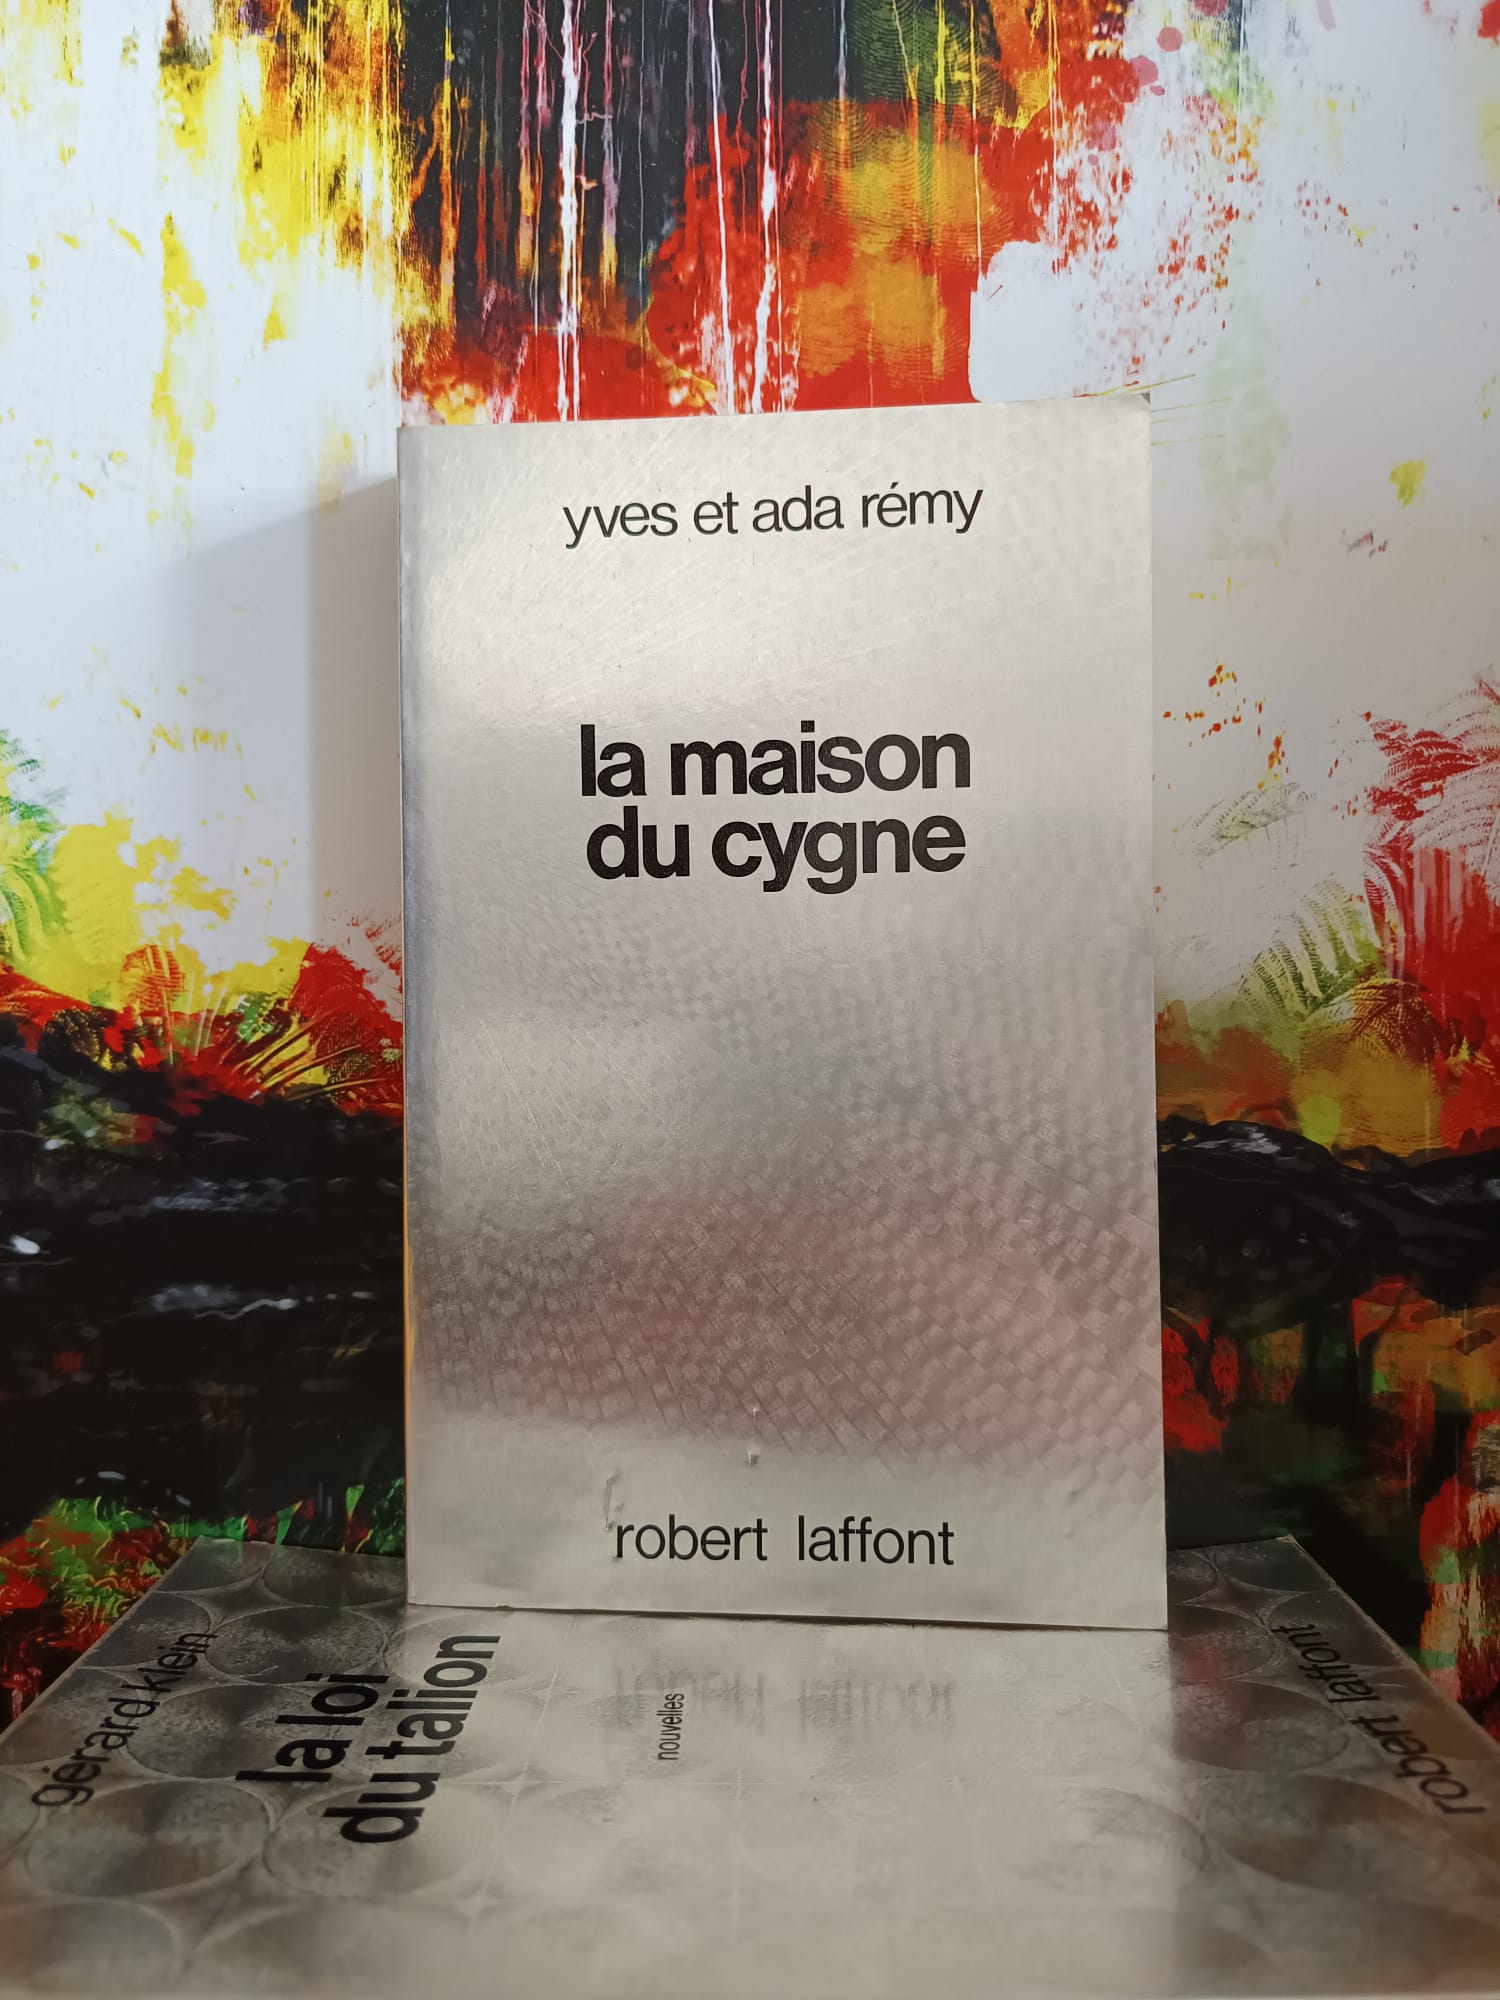 yves et ada rémy
la maison
du cygne
robert laffont
gérard klein
la loi
du talion
nouvelles
robert laffont